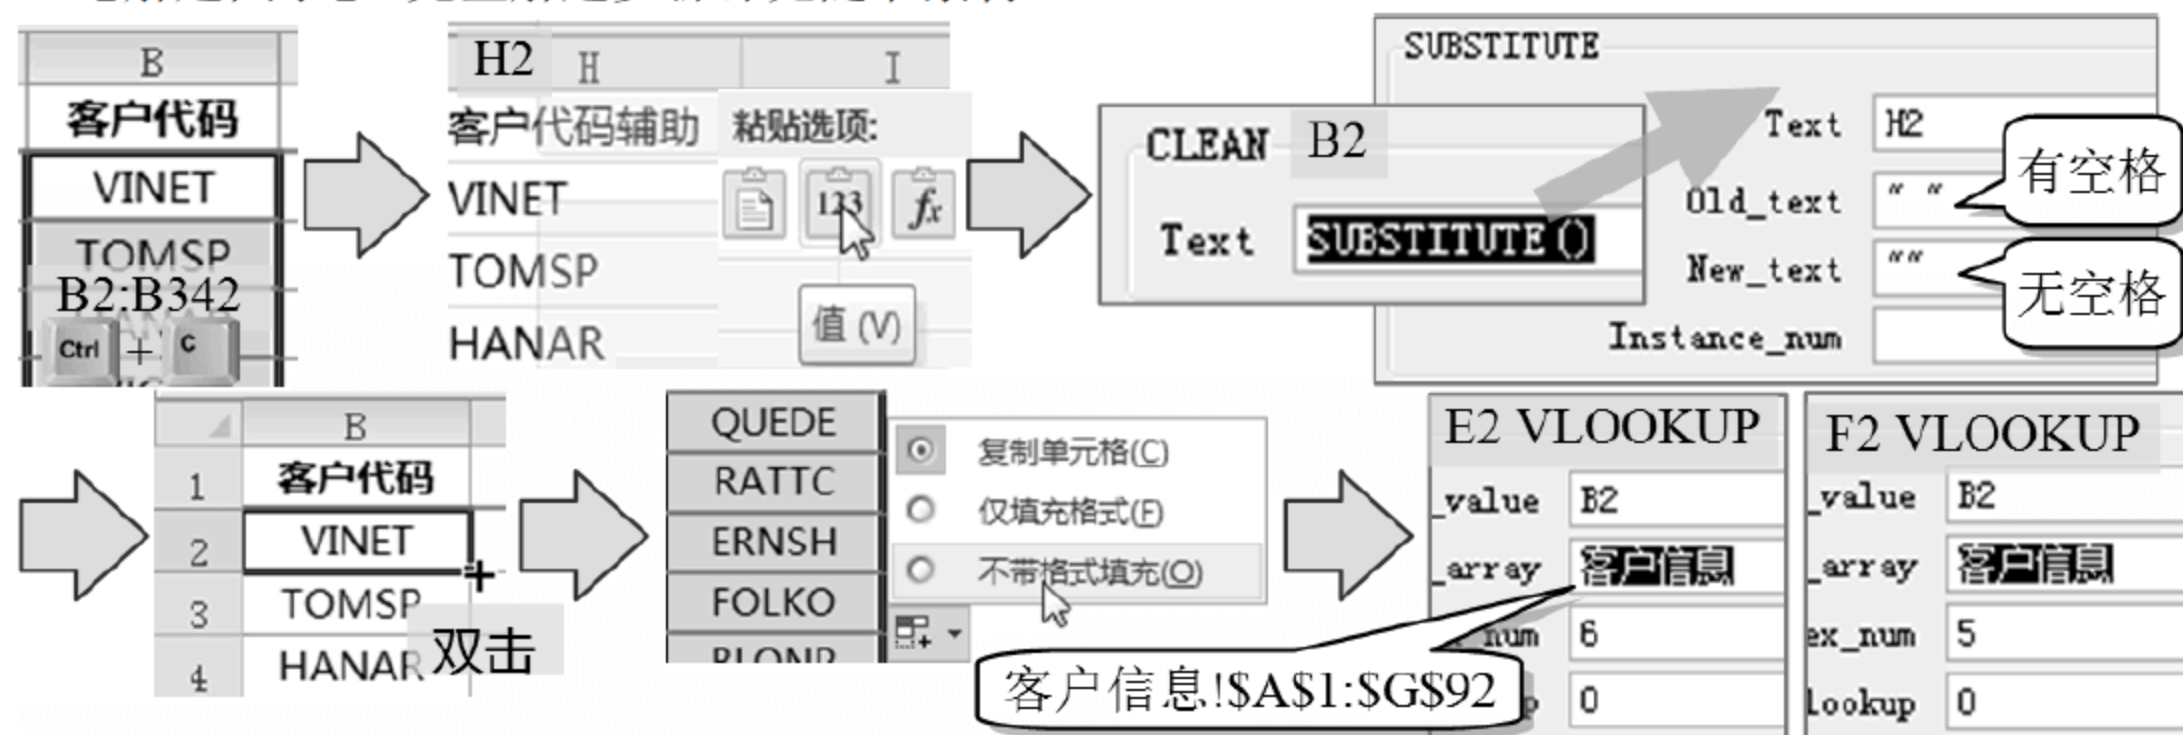 B
客户代码
VINET
TOMSP
B2:B342
Ctrl + C
H2 H I
客户代码辅助
VINET
TOMSP
HANAR
粘贴选项:
123 fx
值 (V)
CLEAN B2
Text SUBSTITUTE()
SUBSTITUTE
Text H2
Old_text " "
有空格
New_text ""
无空格
Instance_num
B
1 客户代码
2 VINET
3 TOMSP
4 HANAR
双击
QUEDE
RATTC
ERNSH
FOLKO
复制单元格(C)
仅填充格式(F)
不带格式填充(O)
E2 VLOOKUP
_value B2
_array 客户信息
_num 6
客户信息!$A$1:$G$92
p 0
F2 VLOOKUP
_value B2
_array 客户信息
ex_num 5
lookup 0